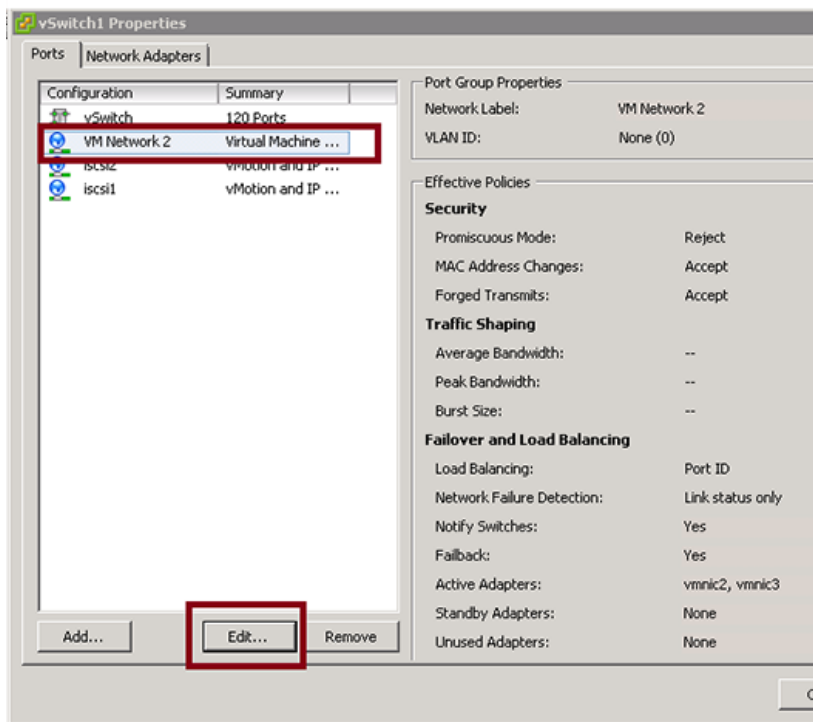 vSwitch1 Properties
Ports Network Adapters
Configuration Summary
vSwitch 120 Ports
VM Network 2 Virtual Machine ...
iscsi2 vMotion and IP ...
iscsi1 vMotion and IP ...
Add... Edit... Remove
Port Group Properties
Network Label: VM Network 2
VLAN ID: None (0)
Effective Policies
Security
Promiscuous Mode: Reject
MAC Address Changes: Accept
Forged Transmits: Accept
Traffic Shaping
Average Bandwidth: --
Peak Bandwidth: --
Burst Size: --
Failover and Load Balancing
Load Balancing: Port ID
Network Failure Detection: Link status only
Notify Switches: Yes
Failback: Yes
Active Adapters: vmnic2, vmnic3
Standby Adapters: None
Unused Adapters: None